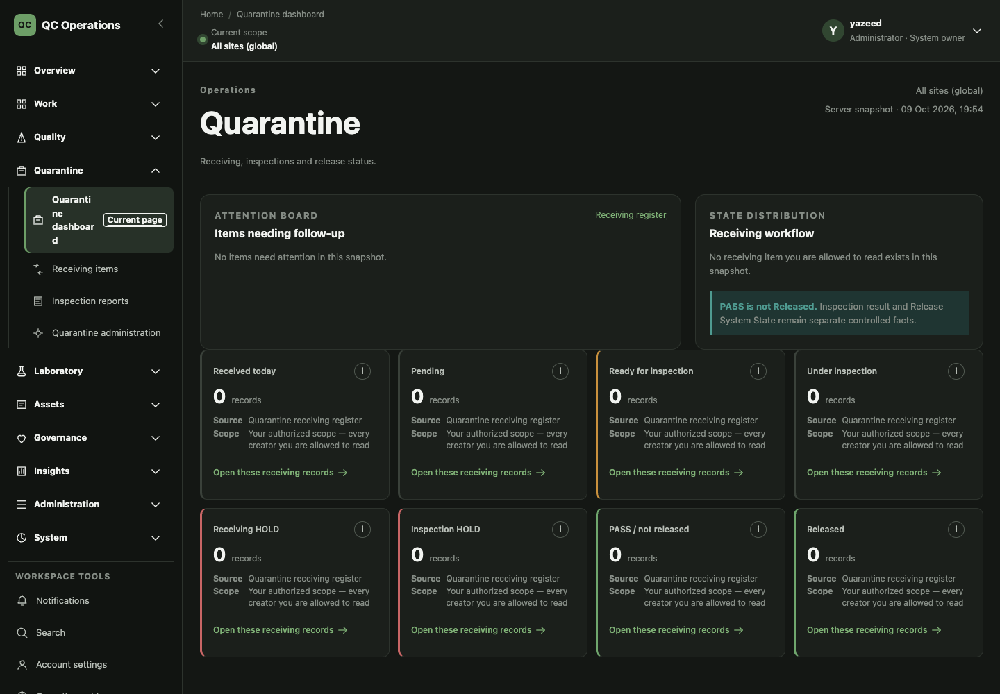 QC QC Operations
Overview
Work
Quality
Quarantine
Quaranti
ne
dashboar
d
Current page
Receiving items
Inspection reports
Quarantine administration
Laboratory
Assets
Governance
Insights
Administration
System
WORKSPACE TOOLS
Notifications
Search
Account settings
Home / Quarantine dashboard
Current scope
All sites (global)
Y
yazeed
Administrator · System owner
Operations
Quarantine
Receiving, inspections and release status.
All sites (global)
Server snapshot · 09 Oct 2026, 19:54
ATTENTION BOARD
Receiving register
Items needing follow-up
No items need attention in this snapshot.
STATE DISTRIBUTION
Receiving workflow
No receiving item you are allowed to read exists in this
snapshot.
PASS is not Released. Inspection result and Release
System State remain separate controlled facts.
Received today i
0 records
Source Quarantine receiving register
Scope Your authorized scope — every
creator you are allowed to read
Open these receiving records →
Pending i
0 records
Source Quarantine receiving register
Scope Your authorized scope — every
creator you are allowed to read
Open these receiving records →
Ready for inspection i
0 records
Source Quarantine receiving register
Scope Your authorized scope — every
creator you are allowed to read
Open these receiving records →
Under inspection i
0 records
Source Quarantine receiving register
Scope Your authorized scope — every
creator you are allowed to read
Open these receiving records →
Receiving HOLD i
0 records
Source Quarantine receiving register
Scope Your authorized scope — every
creator you are allowed to read
Open these receiving records →
Inspection HOLD i
0 records
Source Quarantine receiving register
Scope Your authorized scope — every
creator you are allowed to read
Open these receiving records →
PASS / not released i
0 records
Source Quarantine receiving register
Scope Your authorized scope — every
creator you are allowed to read
Open these receiving records →
Released i
0 records
Source Quarantine receiving register
Scope Your authorized scope — every
creator you are allowed to read
Open these receiving records →